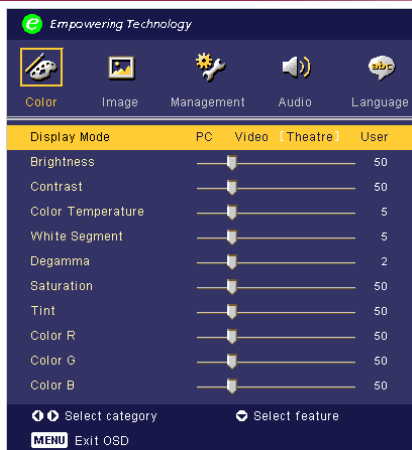 e Empowering Technology
Color Image Management Audio Language
Display Mode PC Video [Theatre] User
Brightness 50
Contrast 50
Color Temperature 5
White Segment 5
Degamma 2
Saturation 50
Tint 50
Color R 50
Color G 50
Color B 50
Select category Select feature
MENU Exit OSD